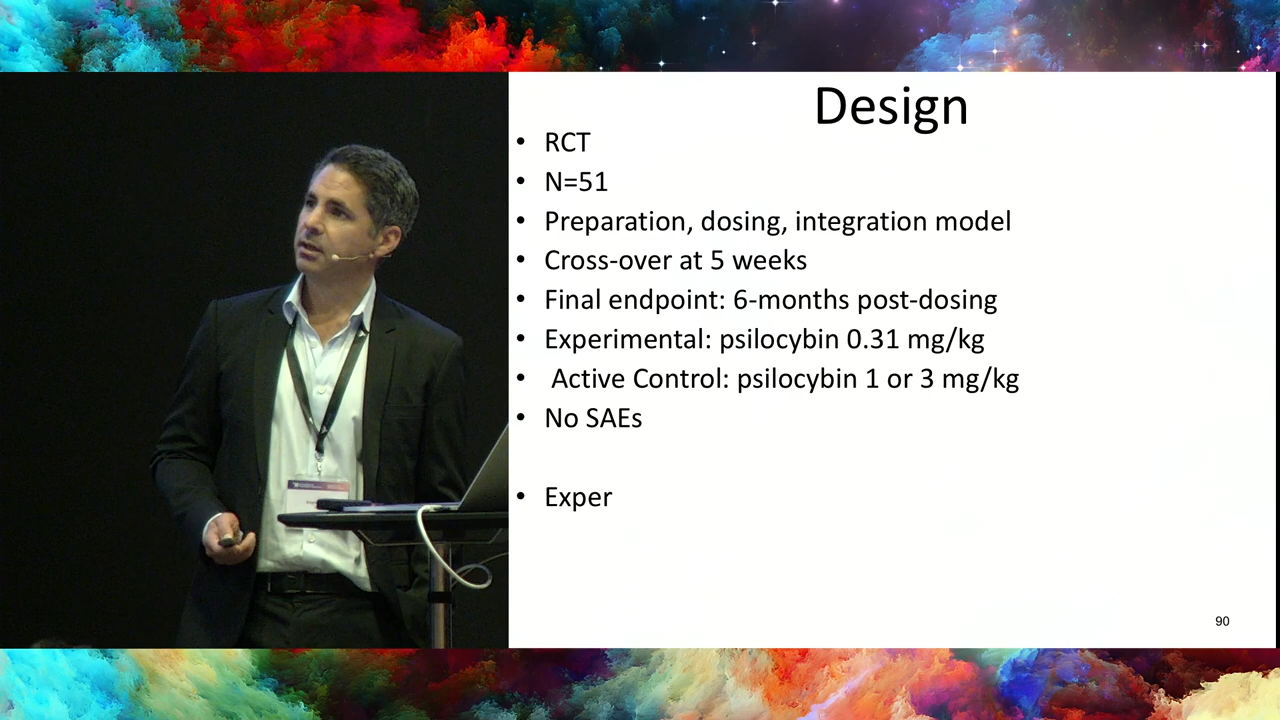 Design
• RCT
• N=51
• Preparation, dosing, integration model
• Cross-over at 5 weeks
• Final endpoint: 6-months post-dosing
• Experimental: psilocybin 0.31 mg/kg
• Active Control: psilocybin 1 or 3 mg/kg
• No SAEs
• Exper
90